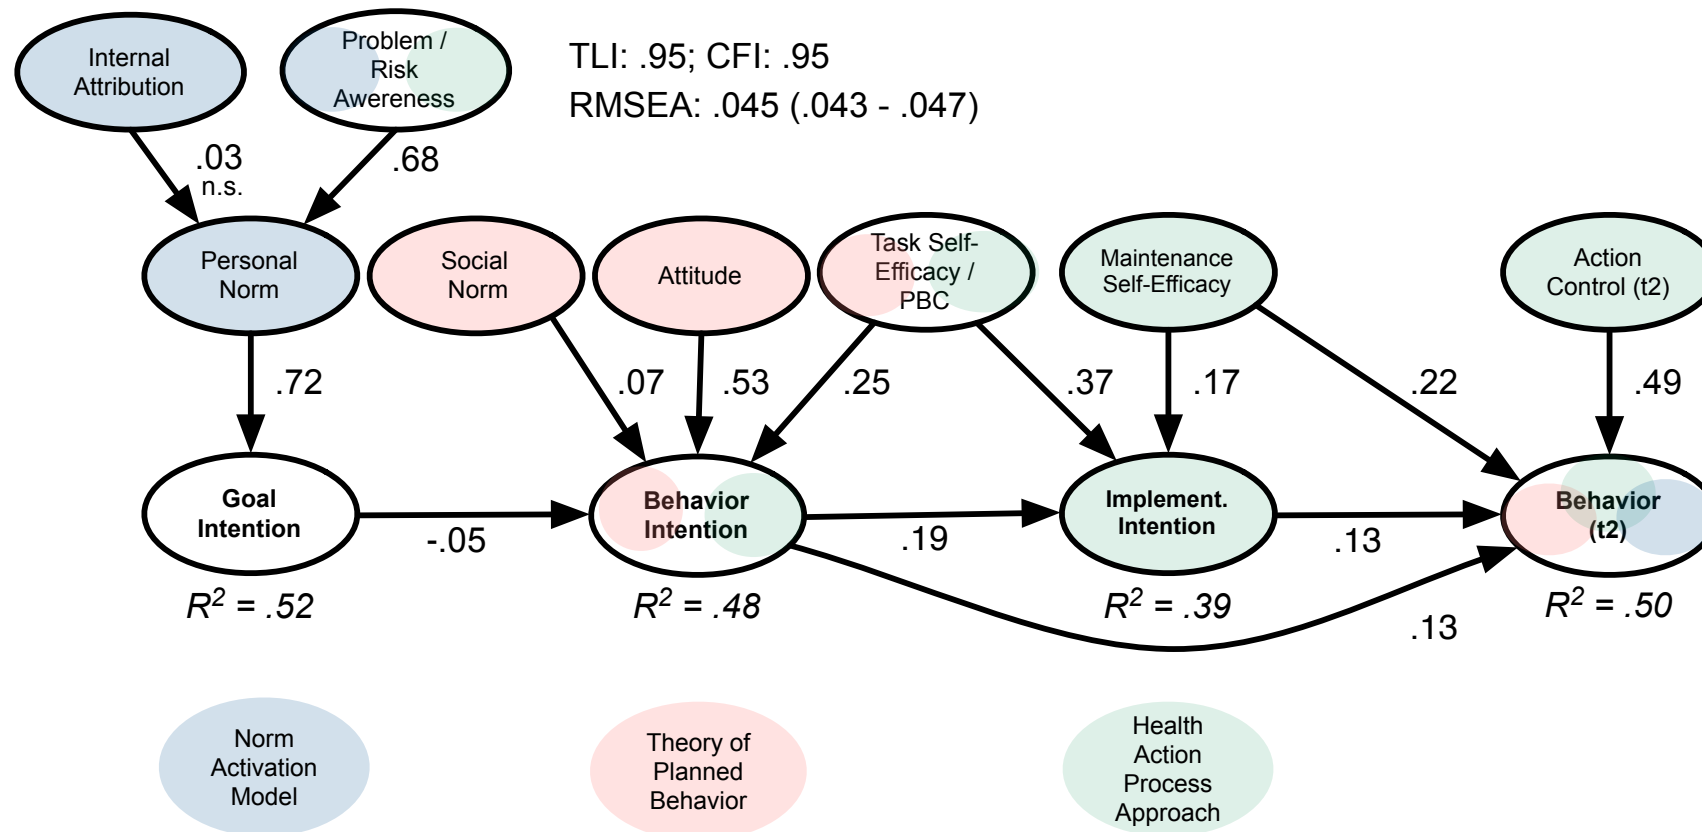 Internal
Attribution
Problem /
Risk
Awereness
TLI: .95; CFI: .95
RMSEA: .045 (.043 - .047)
.03
n.s.
.68
Personal
Norm
Social
Norm
Attitude
Task Self-
Efficacy /
PBC
Maintenance
Self-Efficacy
Action
Control (t2)
.72
.07
.53
.25
.37
.17
.22
.49
Goal
Intention
-.05
Behavior
Intention
.19
Implement.
Intention
.13
Behavior
(t2)
R² = .52
R² = .48
R² = .39
R² = .50
.13
Norm
Activation
Model
Theory of
Planned
Behavior
Health
Action
Process
Approach